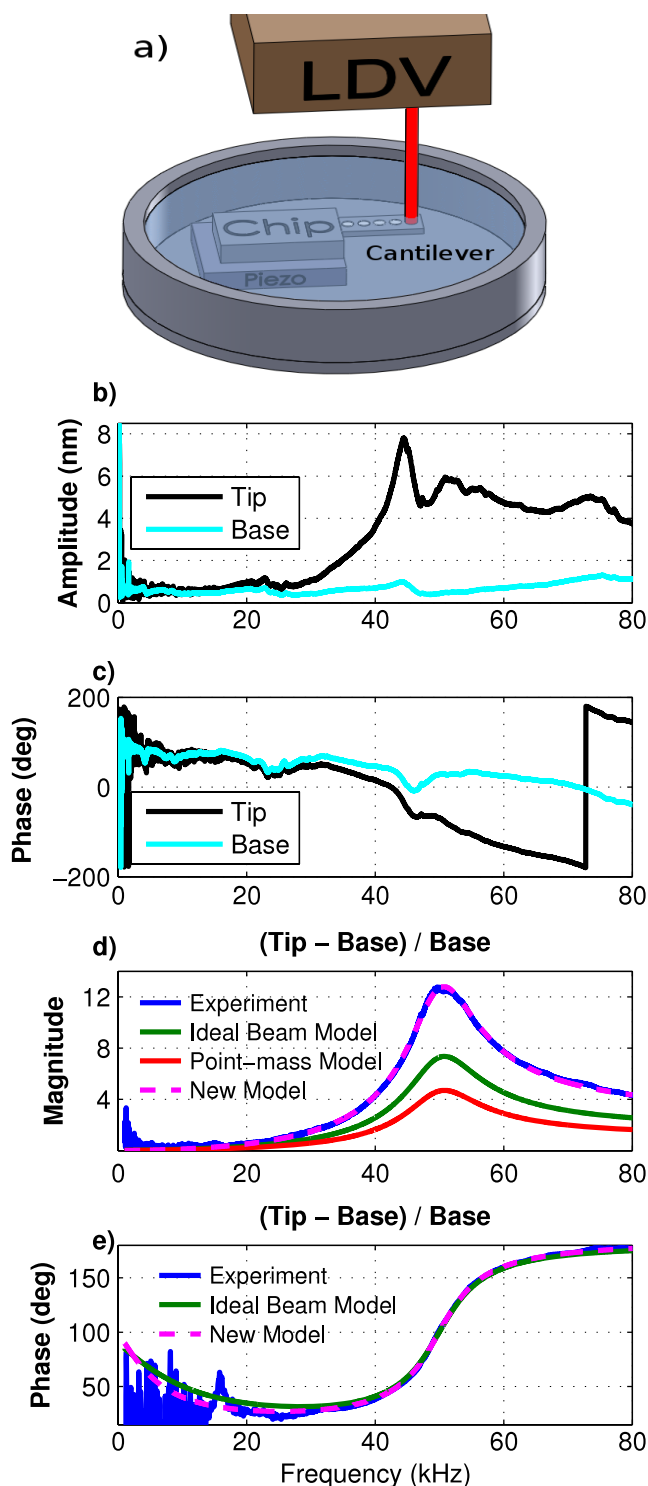 a)
LDV
Chip
Cantilever
Piezo
b)
Amplitude (nm)
8
6
4
2
0
Tip
Base
0 20 40 60 80
c)
Phase (deg)
200
0
−200
Tip
Base
0 20 40 60 80
d)
(Tip − Base) / Base
Magnitude
12
8
4
Experiment
Ideal Beam Model
Point−mass Model
New Model
0 20 40 60 80
e)
(Tip − Base) / Base
Phase (deg)
150
100
50
Experiment
Ideal Beam Model
New Model
0 20 40 60 80
Frequency (kHz)